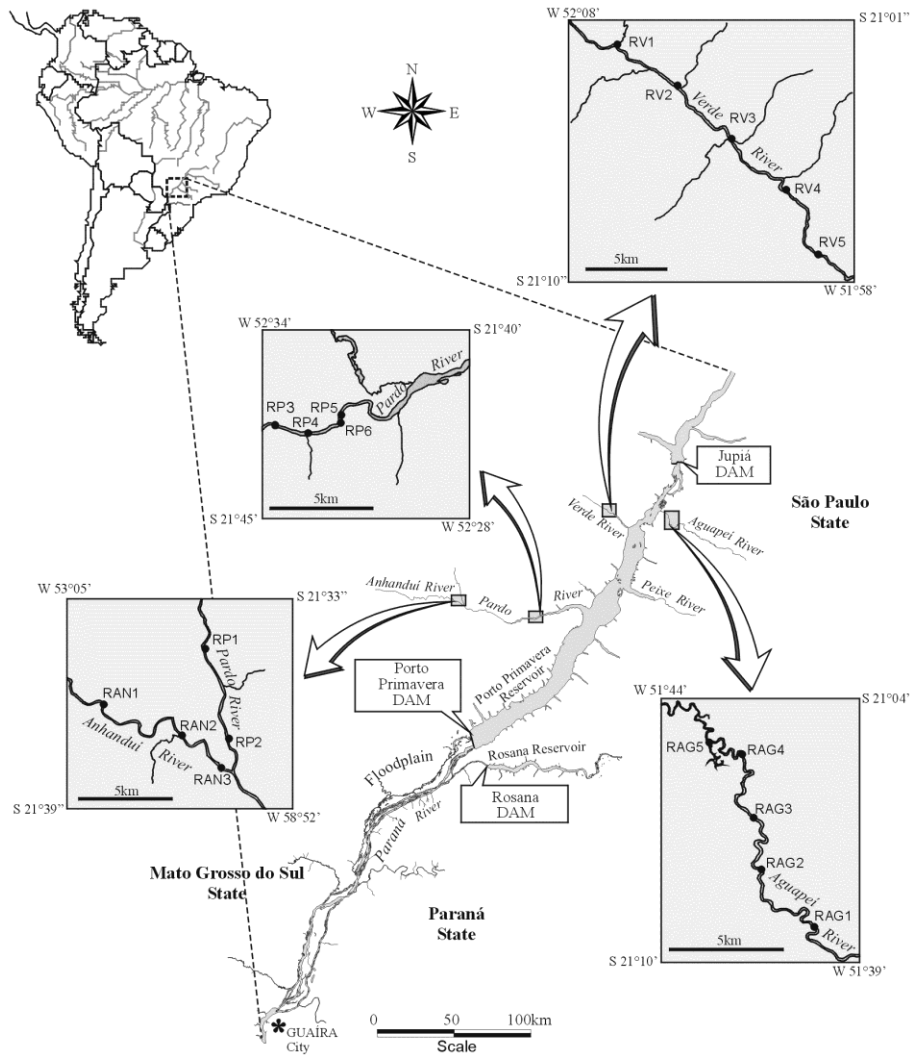 W 52°08’
S 21°01”
RV1
RV2
Verde
RV3
River
RV4
RV5
5km
S 21°10”
W 51°58’
N
W
E
S
W 52°34’
S 21°40’
River
Pardo
RP3
RP4
RP5
RP6
5km
S 21°45’
W 52°28’
Jupiá
DAM
São Paulo
State
Verde River
Aguapei River
Anhanduí River
Pardo
River
Peixe River
W 53°05’
S 21°33”
RP1
Pardo
River
RAN1
RAN2
Anhanduí
River
RP2
RAN3
5km
S 21°39”
W 58°52’
Porto
Primavera
DAM
Porto Primavera
Reservoir
Rosana Reservoir
Floodplain
Rosana
DAM
River
Paraná
Mato Grosso do Sul
State
Paraná
State
W 51°44’
S 21°04’
RAG5
RAG4
RAG3
RAG2
Aguapei
RAG1
River
5km
S 21°10’
W 51°39’
*
GUAÍRA
City
0 50 100km
Scale